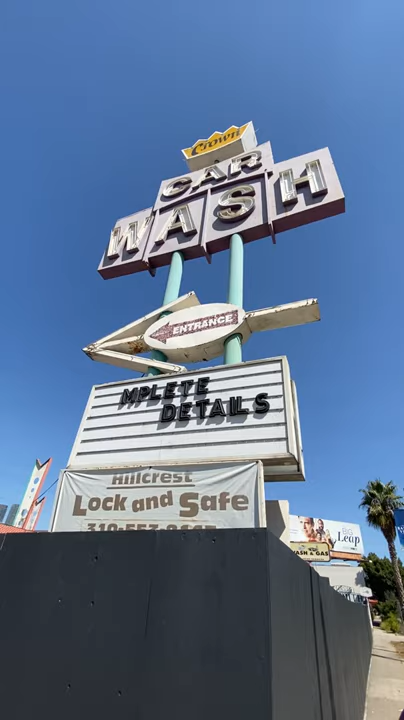 Crown
CAR
WASH
ENTRANCE
MPLETE
DETAILS
Hillcrest
Lock and Safe
WASH & GAS
Leap